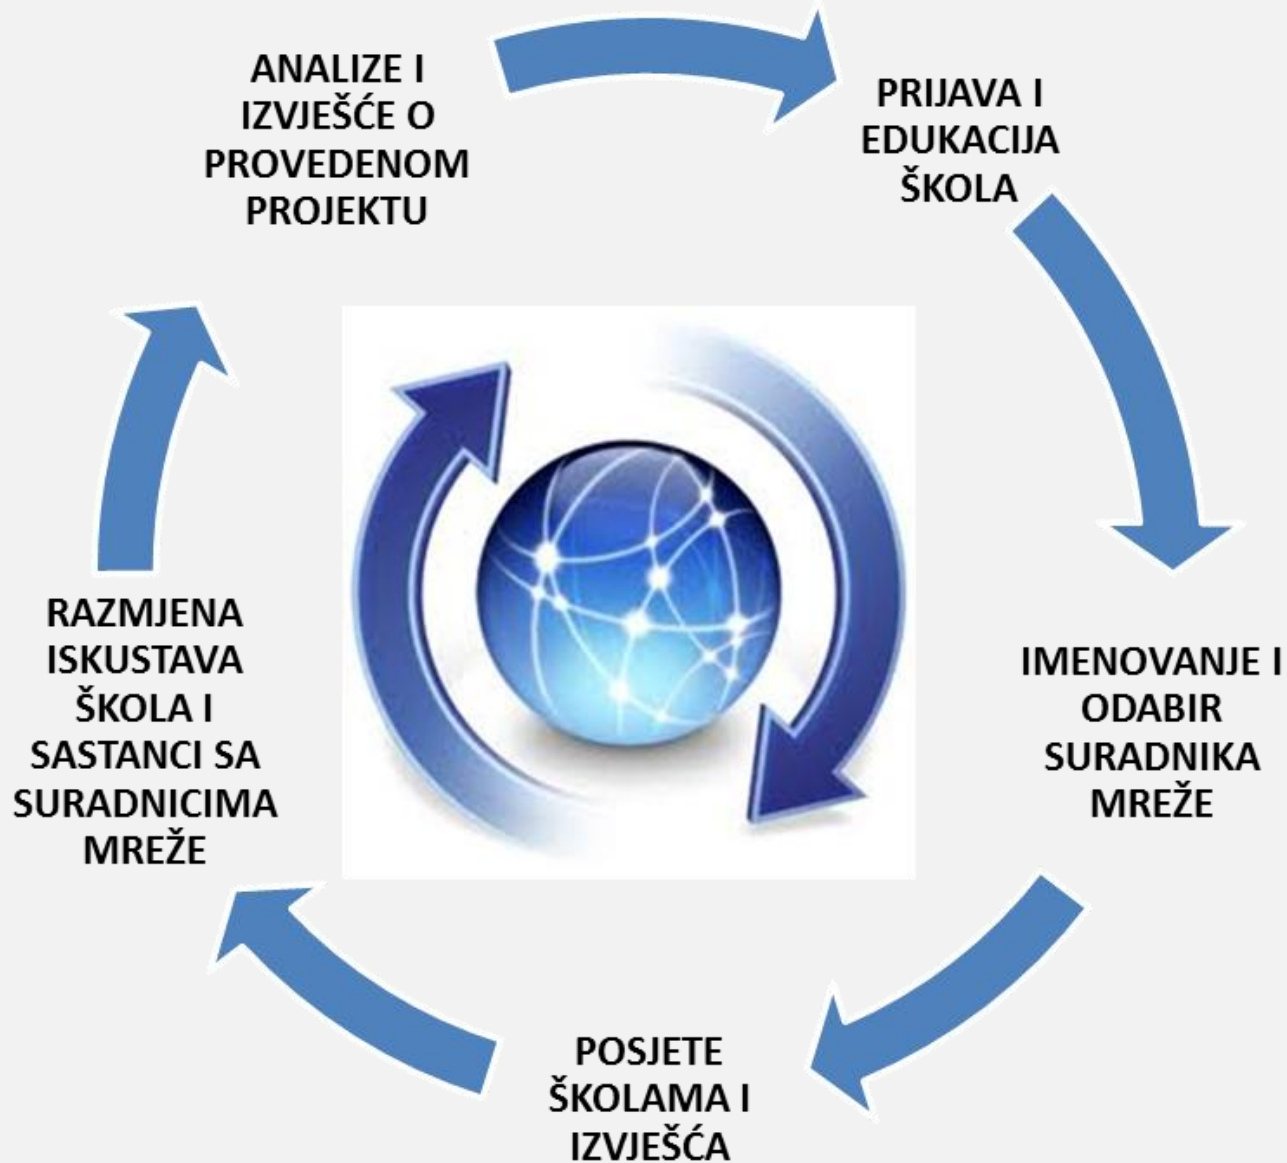 ANALIZE I
IZVJEŠĆE O
PROVEDENOM
PROJEKTU
PRIJAVA I
EDUKACIJA
ŠKOLA
IMENOVANJE I
ODABIR
SURADNIKA
MREŽE
POSJETE
ŠKOLAMA I
IZVJEŠĆA
RAZMJENA
ISKUSTAVA
ŠKOLA I
SASTANCI SA
SURADNICIMA
MREŽE